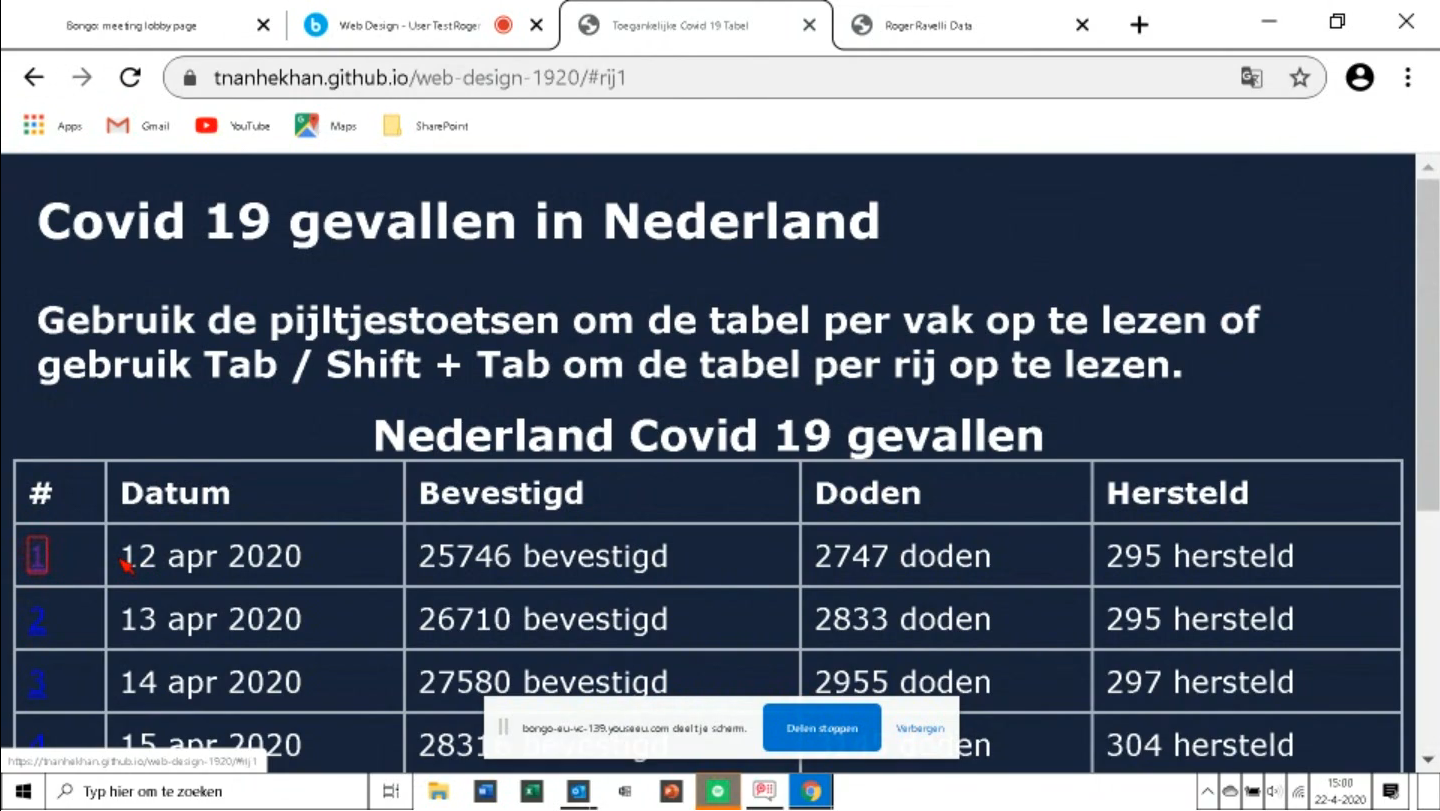 Bongo: meeting lobby page
Web Design - User Test Roger
Toegankelijke Covid 19 Tabel
Roger Ravelli Data
tnanhekhan.github.io/web-design-1920/#rij1
Apps Gmail YouTube Maps SharePoint
Covid 19 gevallen in Nederland
Gebruik de pijltjestoetsen om de tabel per vak op te lezen of
gebruik Tab / Shift + Tab om de tabel per rij op te lezen.
Nederland Covid 19 gevallen
# Datum Bevestigd Doden Hersteld
1 12 apr 2020 25746 bevestigd 2747 doden 295 hersteld
2 13 apr 2020 26710 bevestigd 2833 doden 295 hersteld
3 14 apr 2020 27580 bevestigd 2955 doden 297 hersteld
4 15 apr 2020 304 hersteld
bongo-eu-vc-139.youseeu.com deelt je scherm.
Delen stoppen
Verbergen
https://tnanhekhan.github.io/web-design-1920/#rij1
Typ hier om te zoeken
15:00
22-4-2020